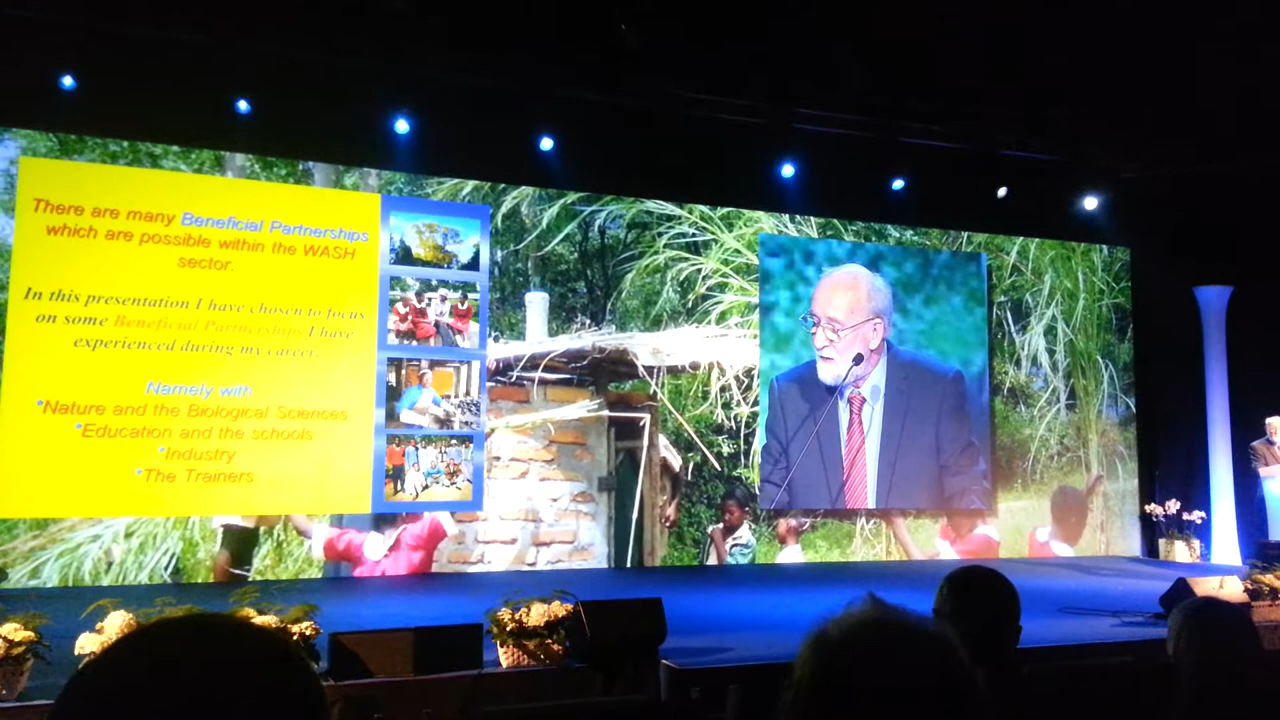 There are many Beneficial Partnerships
which are possible within the WASH
sector.
In this presentation I have chosen to focus
on some Beneficial Partnerships I have
experienced during my career.
Namely with
*Nature and the Biological Sciences
*Education and the schools
*Industry
*The Trainers